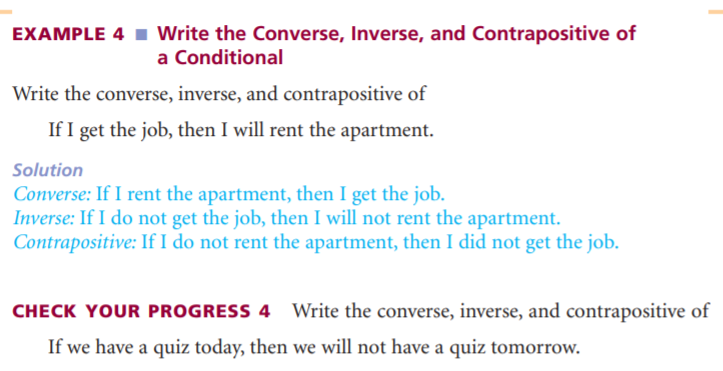 EXAMPLE 4 ■ Write the Converse, Inverse, and Contrapositive of
a Conditional
Write the converse, inverse, and contrapositive of
If I get the job, then I will rent the apartment.
Solution
Converse: If I rent the apartment, then I get the job.
Inverse: If I do not get the job, then I will not rent the apartment.
Contrapositive: If I do not rent the apartment, then I did not get the job.
CHECK YOUR PROGRESS 4 Write the converse, inverse, and contrapositive of
If we have a quiz today, then we will not have a quiz tomorrow.